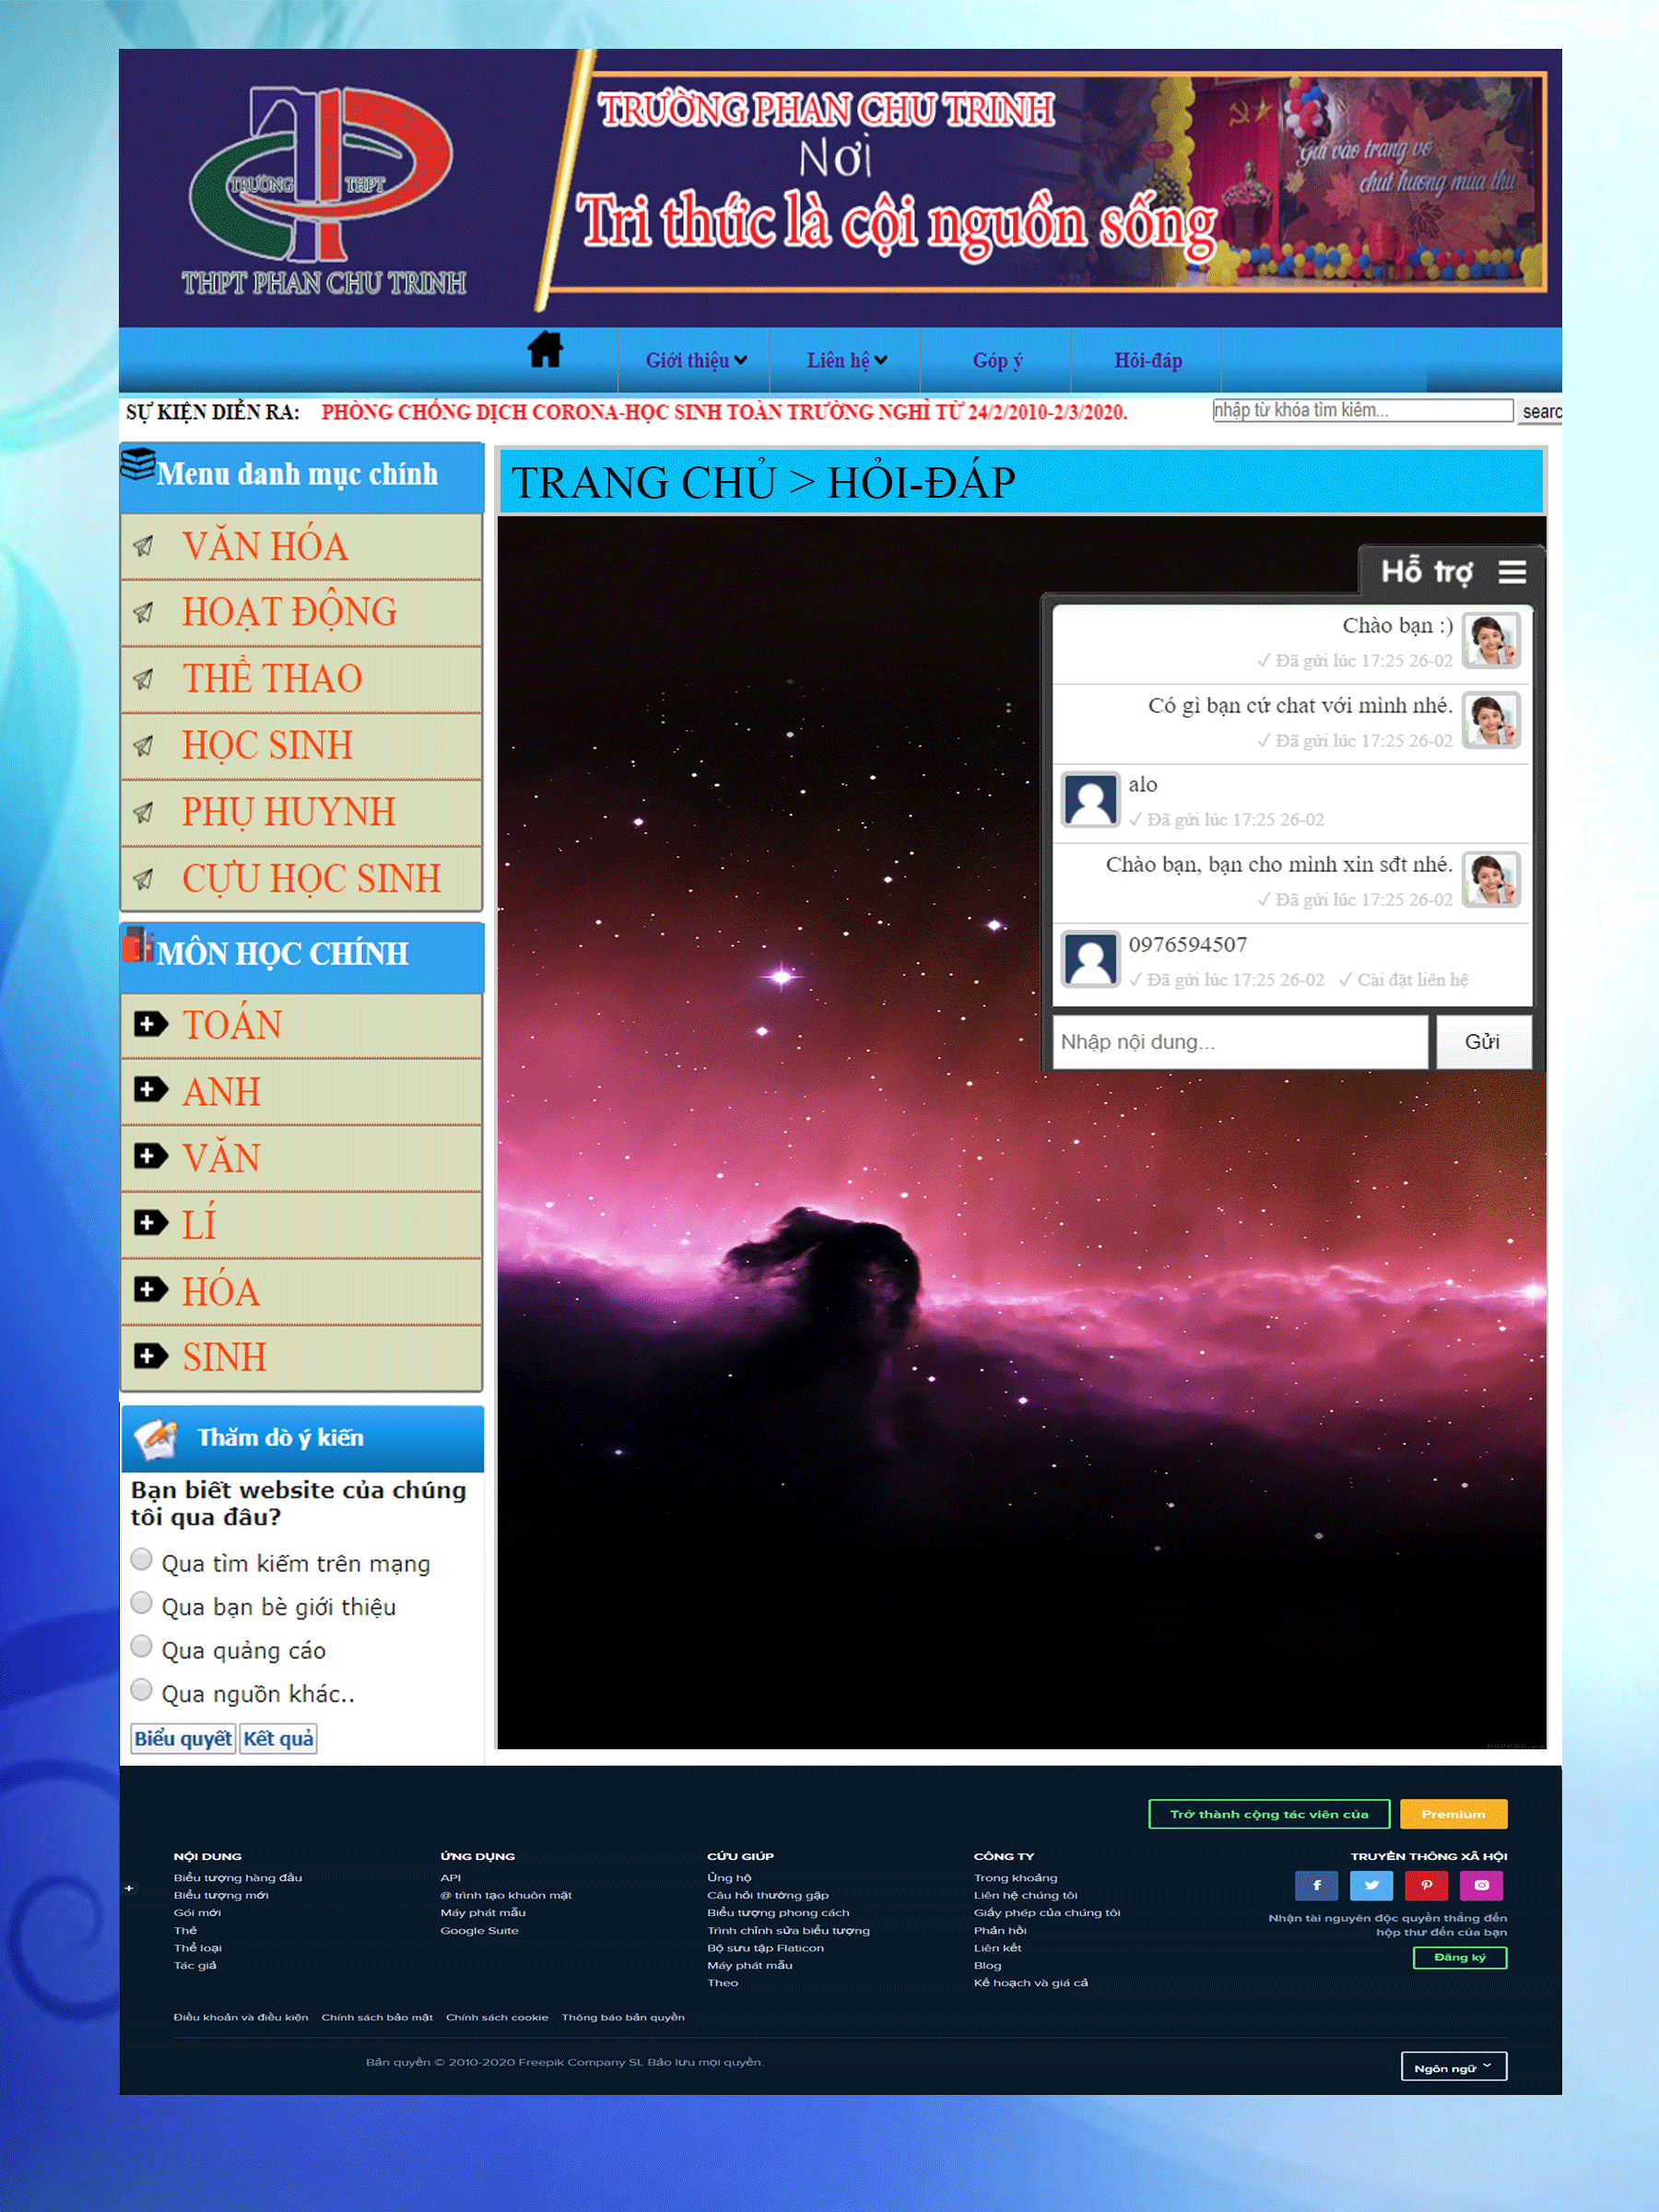 TRƯỜNG THPT
THPT PHAN CHU TRINH
TRƯỜNG PHAN CHU TRINH
Nơi
Tri thức là cội nguồn sống
Gửi vào trang vở
chút hương mùa thu
Giới thiệu
Liên hệ
Góp ý
Hỏi-đáp
SỰ KIỆN DIỂN RA: PHÒNG CHỐNG DỊCH CORONA-HỌC SINH TOÀN TRƯỜNG NGHỈ TỪ 24/2/2010-2/3/2020.
nhập từ khóa tìm kiếm...
searc
Menu danh mục chính
VĂN HÓA
HOẠT ĐỘNG
THỂ THAO
HỌC SINH
PHỤ HUYNH
CỰU HỌC SINH
MÔN HỌC CHÍNH
TOÁN
ANH
VĂN
LÍ
HÓA
SINH
Thăm dò ý kiến
Bạn biết website của chúng
tôi qua đâu?
Qua tìm kiếm trên mạng
Qua bạn bè giới thiệu
Qua quảng cáo
Qua nguồn khác..
Biểu quyết
Kết quả
TRANG CHỦ > HỎI-ĐÁP
Hỗ trợ
Chào bạn :)
✓ Đã gửi lúc 17:25 26-02
Có gì bạn cứ chat với mình nhé.
✓ Đã gửi lúc 17:25 26-02
alo
✓ Đã gửi lúc 17:25 26-02
Chào bạn, bạn cho mình xin sđt nhé.
✓ Đã gửi lúc 17:25 26-02
0976594507
✓ Đã gửi lúc 17:25 26-02 ✓ Cài đặt liên hệ
Nhập nội dung...
Gửi
Trở thành cộng tác viên của
Premium
NỘI DUNG
Biểu tượng hàng đầu
Biểu tượng mới
Gói mới
Thẻ
Thể loại
Tác giả
ỨNG DỤNG
API
@ trình tạo khuôn mặt
Máy phát mẫu
Google Suite
CỨU GIÚP
Ủng hộ
Câu hỏi thường gặp
Biểu tượng phong cách
Trình chỉnh sửa biểu tượng
Bộ sưu tập Flaticon
Máy phát mẫu
Theo
CÔNG TY
Trong khoảng
Liên hệ chúng tôi
Giấy phép của chúng tôi
Phản hồi
Liên kết
Blog
Kế hoạch và giá cả
TRUYỀN THÔNG XÃ HỘI
Nhận tài nguyên độc quyền thẳng đến
hộp thư đến của bạn
Đăng ký
Điều khoản và điều kiện Chính sách bảo mật Chính sách cookie Thông báo bản quyền
Bản quyền © 2010-2020 Freepik Company SL Bảo lưu mọi quyền.
Ngôn ngữ